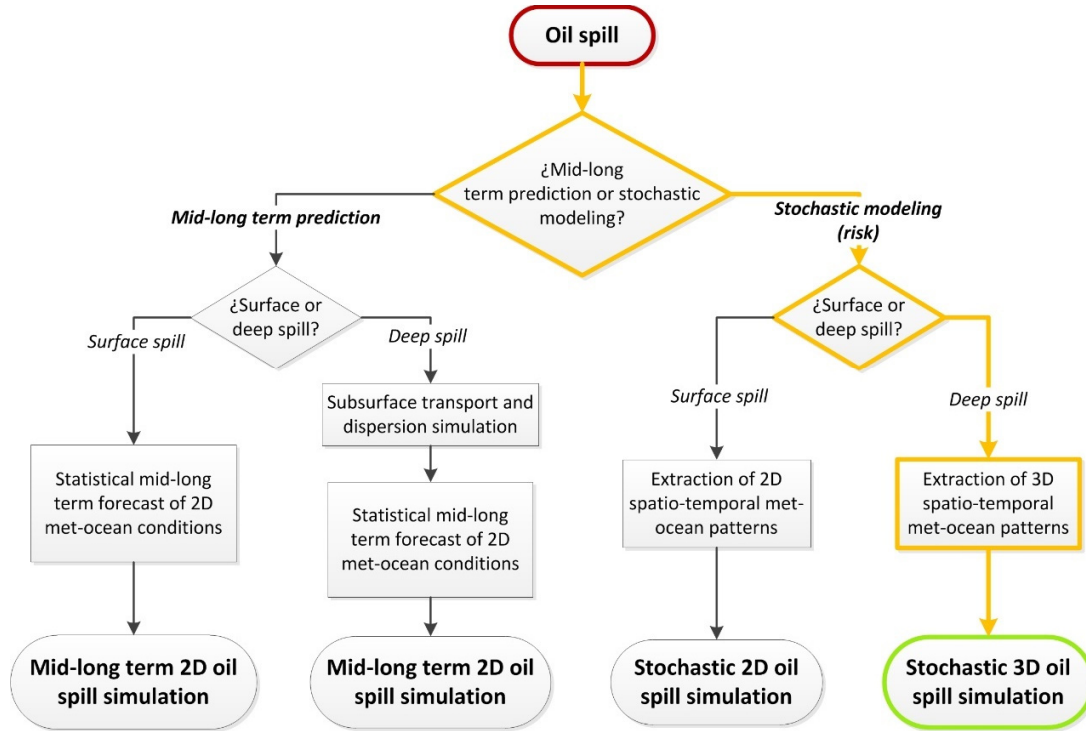 Oil spill
¿Mid-long
term prediction or stochastic
modeling?
Mid-long term prediction
Stochastic modeling
(risk)
¿Surface or
deep spill?
Surface spill
Deep spill
¿Surface or
deep spill?
Surface spill
Deep spill
Subsurface transport and
dispersion simulation
Statistical mid-long
term forecast of 2D
met-ocean conditions
Statistical mid-long
term forecast of 2D
met-ocean conditions
Extraction of 2D
spatio-temporal met-
ocean patterns
Extraction of 3D
spatio-temporal
met-ocean patterns
Mid-long term 2D oil
spill simulation
Mid-long term 2D oil
spill simulation
Stochastic 2D oil
spill simulation
Stochastic 3D oil
spill simulation